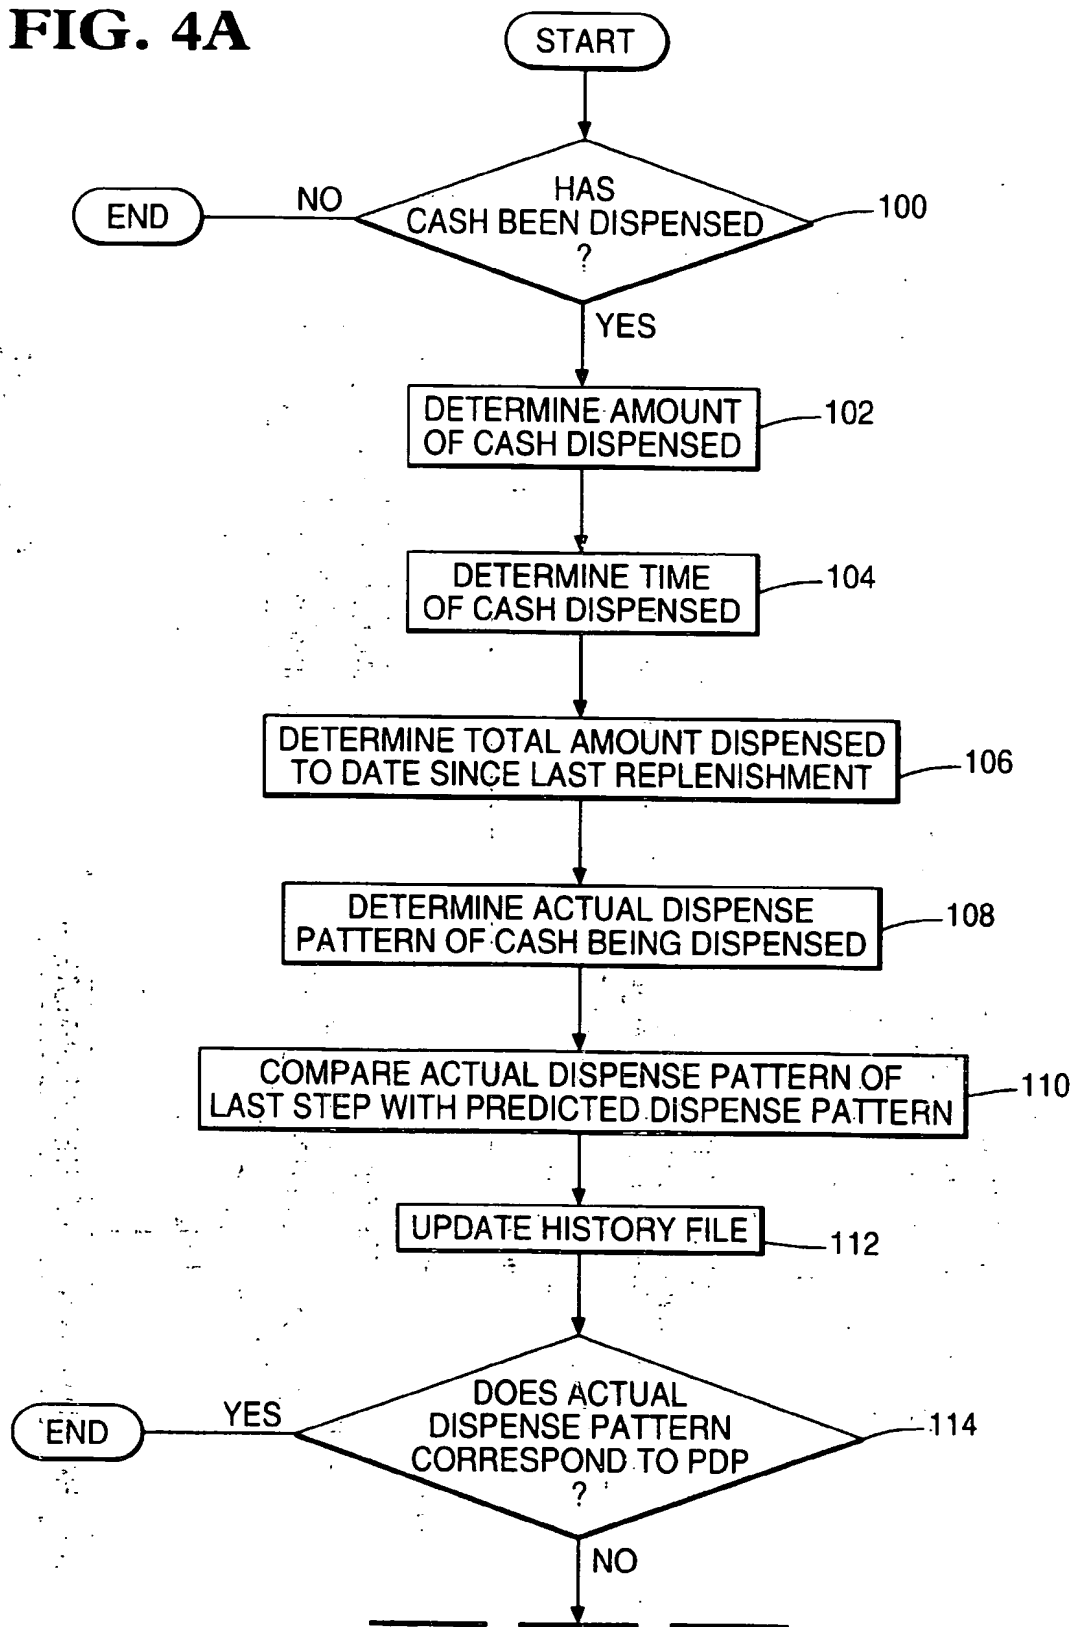 FIG. 4A
START
HAS
CASH BEEN DISPENSED
?
100
NO
END
YES
DETERMINE AMOUNT
OF CASH DISPENSED
102
DETERMINE TIME
OF CASH DISPENSED
104
DETERMINE TOTAL AMOUNT DISPENSED
TO DATE SINCE LAST REPLENISHMENT
106
DETERMINE ACTUAL DISPENSE
PATTERN OF CASH BEING DISPENSED
108
COMPARE ACTUAL DISPENSE PATTERN OF
LAST STEP WITH PREDICTED DISPENSE PATTERN
110
UPDATE HISTORY FILE
112
DOES ACTUAL
DISPENSE PATTERN
CORRESPOND TO PDP
?
114
YES
END
NO